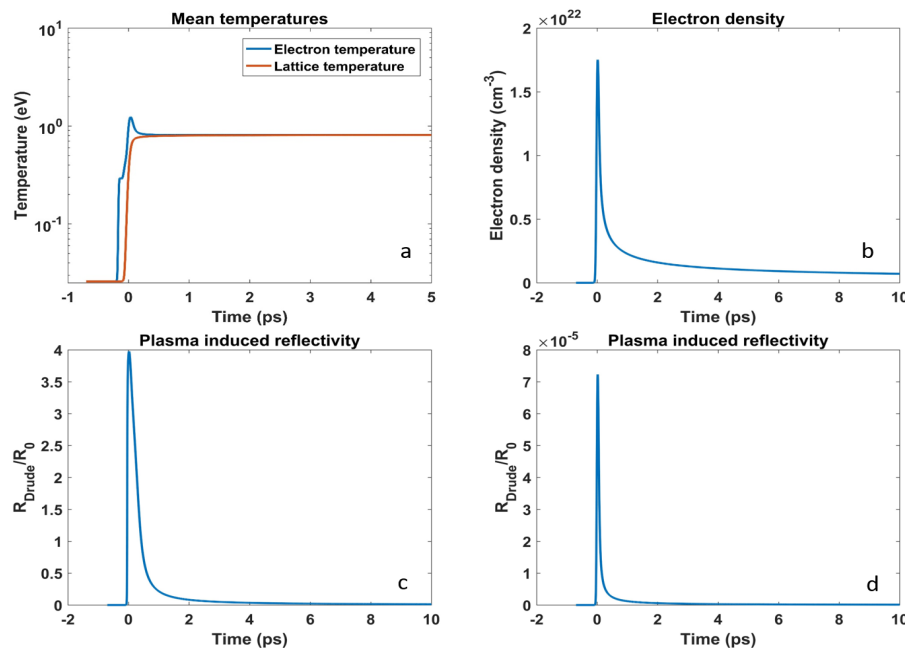 Mean temperatures
10^1
10^0
10^-1
Temperature (eV)
Electron temperature
Lattice temperature
a
-1 0 1 2 3 4 5
Time (ps)
Electron density
×10^22
2
1.5
1
0.5
0
Electron density (cm^-3)
b
-2 0 2 4 6 8 10
Time (ps)
Plasma induced reflectivity
4
3.5
3
2.5
2
1.5
1
0.5
0
R_Drude/R_0
c
-2 0 2 4 6 8 10
Time (ps)
Plasma induced reflectivity
×10^-5
8
7
6
5
4
3
2
1
0
R_Drude/R_0
d
-2 0 2 4 6 8 10
Time (ps)